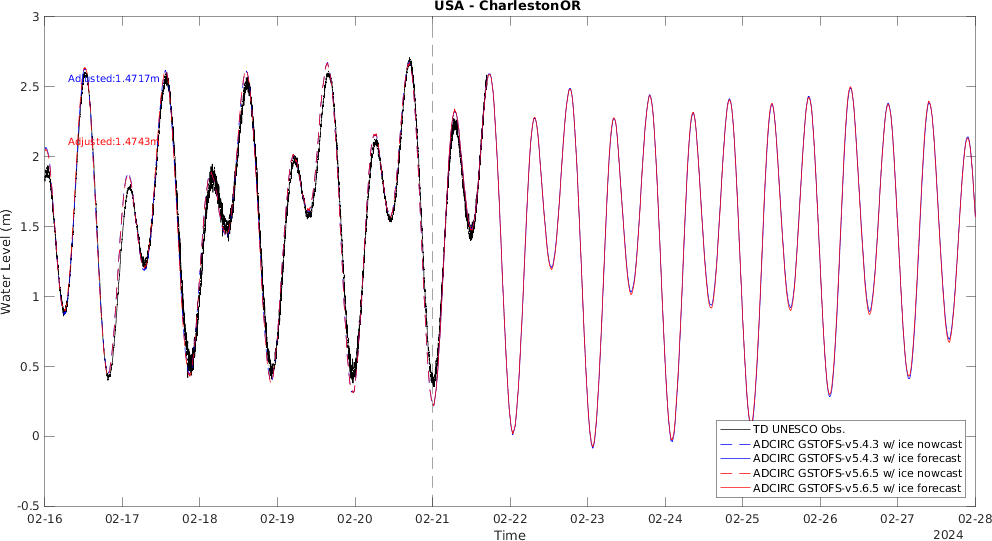 USA - CharlestonOR
3
2.5
2
1.5
1
0.5
0
-0.5
Water Level (m)
Adjusted:1.4717m
Adjusted:1.4743m
TD UNESCO Obs.
ADCIRC GSTOFS-v5.4.3 w/ ice nowcast
ADCIRC GSTOFS-v5.4.3 w/ ice forecast
ADCIRC GSTOFS-v5.6.5 w/ ice nowcast
ADCIRC GSTOFS-v5.6.5 w/ ice forecast
02-16 02-17 02-18 02-19 02-20 02-21 02-22 02-23 02-24 02-25 02-26 02-27 02-28
Time
2024